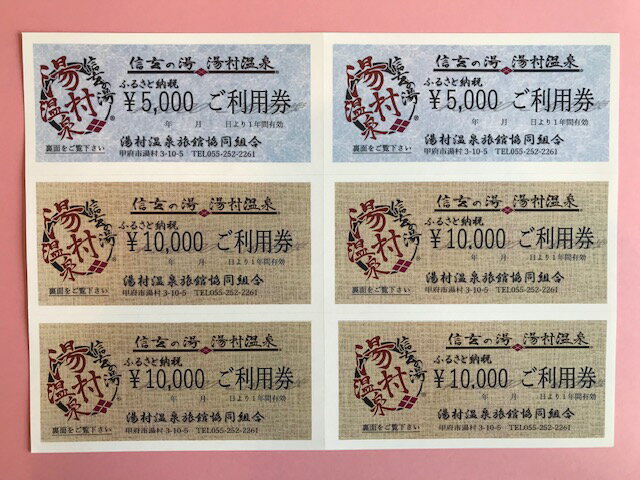 湯村温泉
信玄の湯
信玄の湯 湯村温泉
ふるさと納税
¥5,000 ご利用券
年 月 日より1年間有効
湯村温泉旅館協同組合
裏面をご覧下さい
甲府市湯村 3-10-5 TEL055-252-2261
湯村温泉
信玄の湯
信玄の湯 湯村温泉
ふるさと納税
¥5,000 ご利用券
年 月 日より1年間有効
湯村温泉旅館協同組合
裏面をご覧下さい
甲府市湯村 3-10-5 TEL055-252-2261
湯村温泉
信玄の湯
信玄の湯 湯村温泉
ふるさと納税
¥10,000 ご利用券
年 月 日より1年間有効
湯村温泉旅館協同組合
裏面をご覧下さい
甲府市湯村 3-10-5 TEL055-252-2261
湯村温泉
信玄の湯
信玄の湯 湯村温泉
ふるさと納税
¥10,000 ご利用券
年 月 日より1年間有効
湯村温泉旅館協同組合
裏面をご覧下さい
甲府市湯村 3-10-5 TEL055-252-2261
湯村温泉
信玄の湯
信玄の湯 湯村温泉
ふるさと納税
¥10,000 ご利用券
年 月 日より1年間有効
湯村温泉旅館協同組合
裏面をご覧下さい
甲府市湯村 3-10-5 TEL055-252-2261
湯村温泉
信玄の湯
信玄の湯 湯村温泉
ふるさと納税
¥10,000 ご利用券
年 月 日より1年間有効
湯村温泉旅館協同組合
裏面をご覧下さい
甲府市湯村 3-10-5 TEL055-252-2261